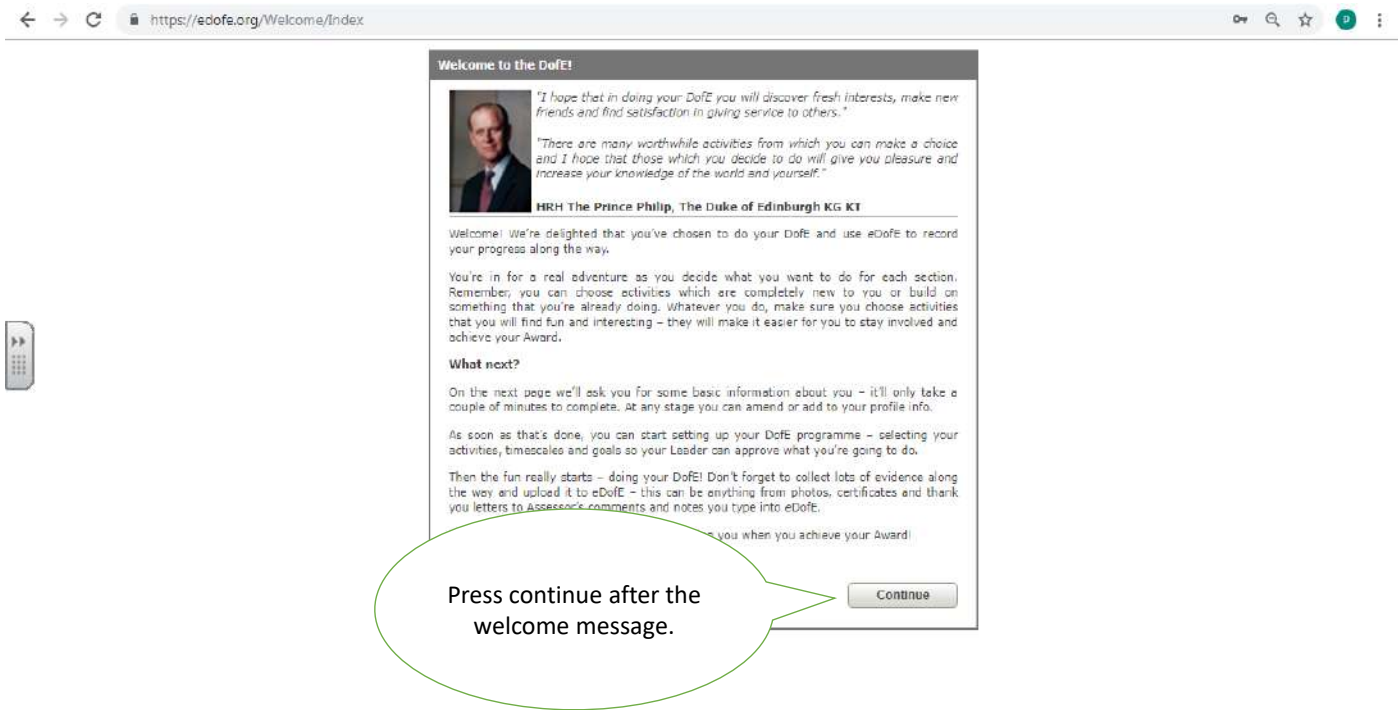 https://edofe.org/Welcome/Index
P
Welcome to the DofE!
"I hope that in doing your DofE you will discover fresh interests, make new
friends and find satisfaction in giving service to others."
"There are many worthwhile activities from which you can make a choice
and I hope that those which you decide to do will give you pleasure and
increase your knowledge of the world and yourself."
HRH The Prince Philip, The Duke of Edinburgh KG KT
Welcome! We're delighted that you've chosen to do your DofE and use eDofE to record
your progress along the way.
You're in for a real adventure as you decide what you want to do for each section.
Remember, you can choose activities which are completely new to you or build on
something that you're already doing. Whatever you do, make sure you choose activities
that you will find fun and interesting – they will make it easier for you to stay involved and
achieve your Award.
What next?
On the next page we'll ask you for some basic information about you – it'll only take a
couple of minutes to complete. At any stage you can amend or add to your profile info.
As soon as that's done, you can start setting up your DofE programme – selecting your
activities, timescales and goals so your Leader can approve what you're going to do.
Then the fun really starts – doing your DofE! Don't forget to collect lots of evidence along
the way and upload it to eDofE – this can be anything from photos, certificates and thank
you letters to Assessor's comments and notes you type into eDofE.
you when you achieve your Award!
Press continue after the
welcome message.
Continue